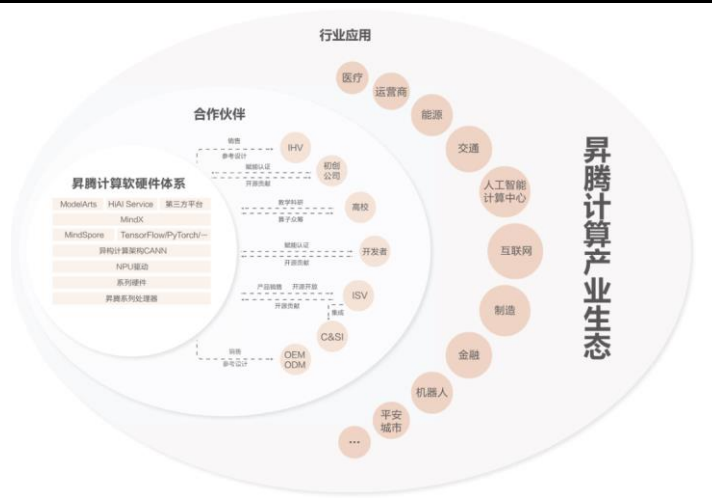 行业应用
合作伙伴
昇腾计算软硬件体系
ModelArts HiAI Service 第三方平台
MindX
MindSpore TensorFlow/PyTorch/···
异构计算架构CANN
NPU驱动
系列硬件
昇腾系列处理器
销售
参考设计
IHV
赋能认证
开源贡献
初创
公司
教学科研
算子众筹
高校
赋能认证
开源贡献
开发者
产品销售 开源开放
开源贡献
ISV
集成
C&SI
销售
参考设计
OEM
ODM
医疗
运营商
能源
交通
人工智能
计算中心
互联网
制造
金融
机器人
平安
城市
...
昇腾计算产业生态